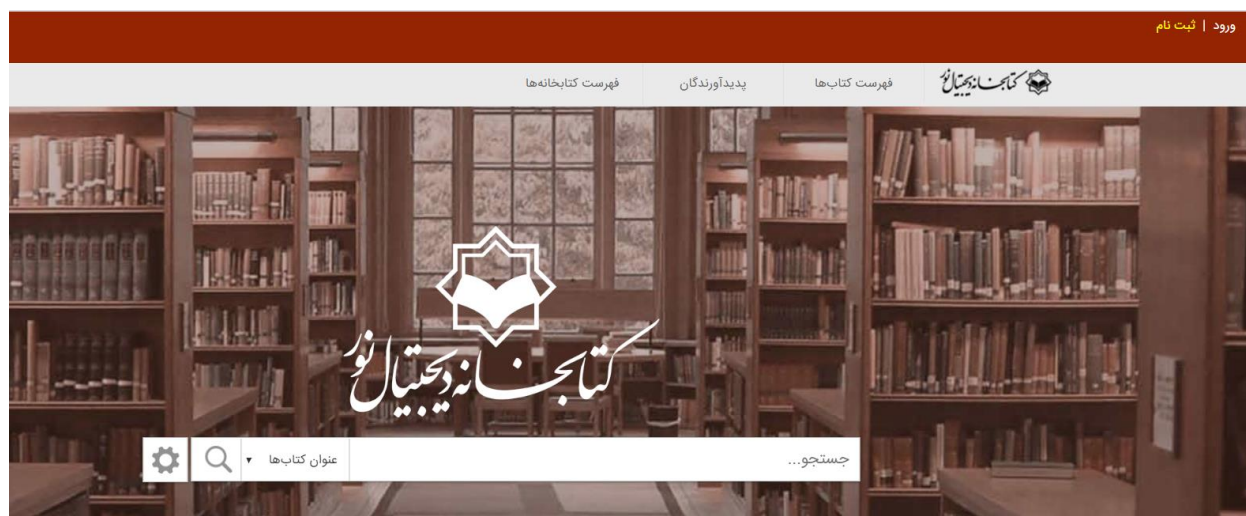 ورود | ثبت نام
کتابخانه دیجیتال نور
فهرست کتاب‌ها
پدیدآورندگان
فهرست کتابخانه‌ها
کتابخانه دیجیتال نور
جستجو...
عنوان کتاب‌ها